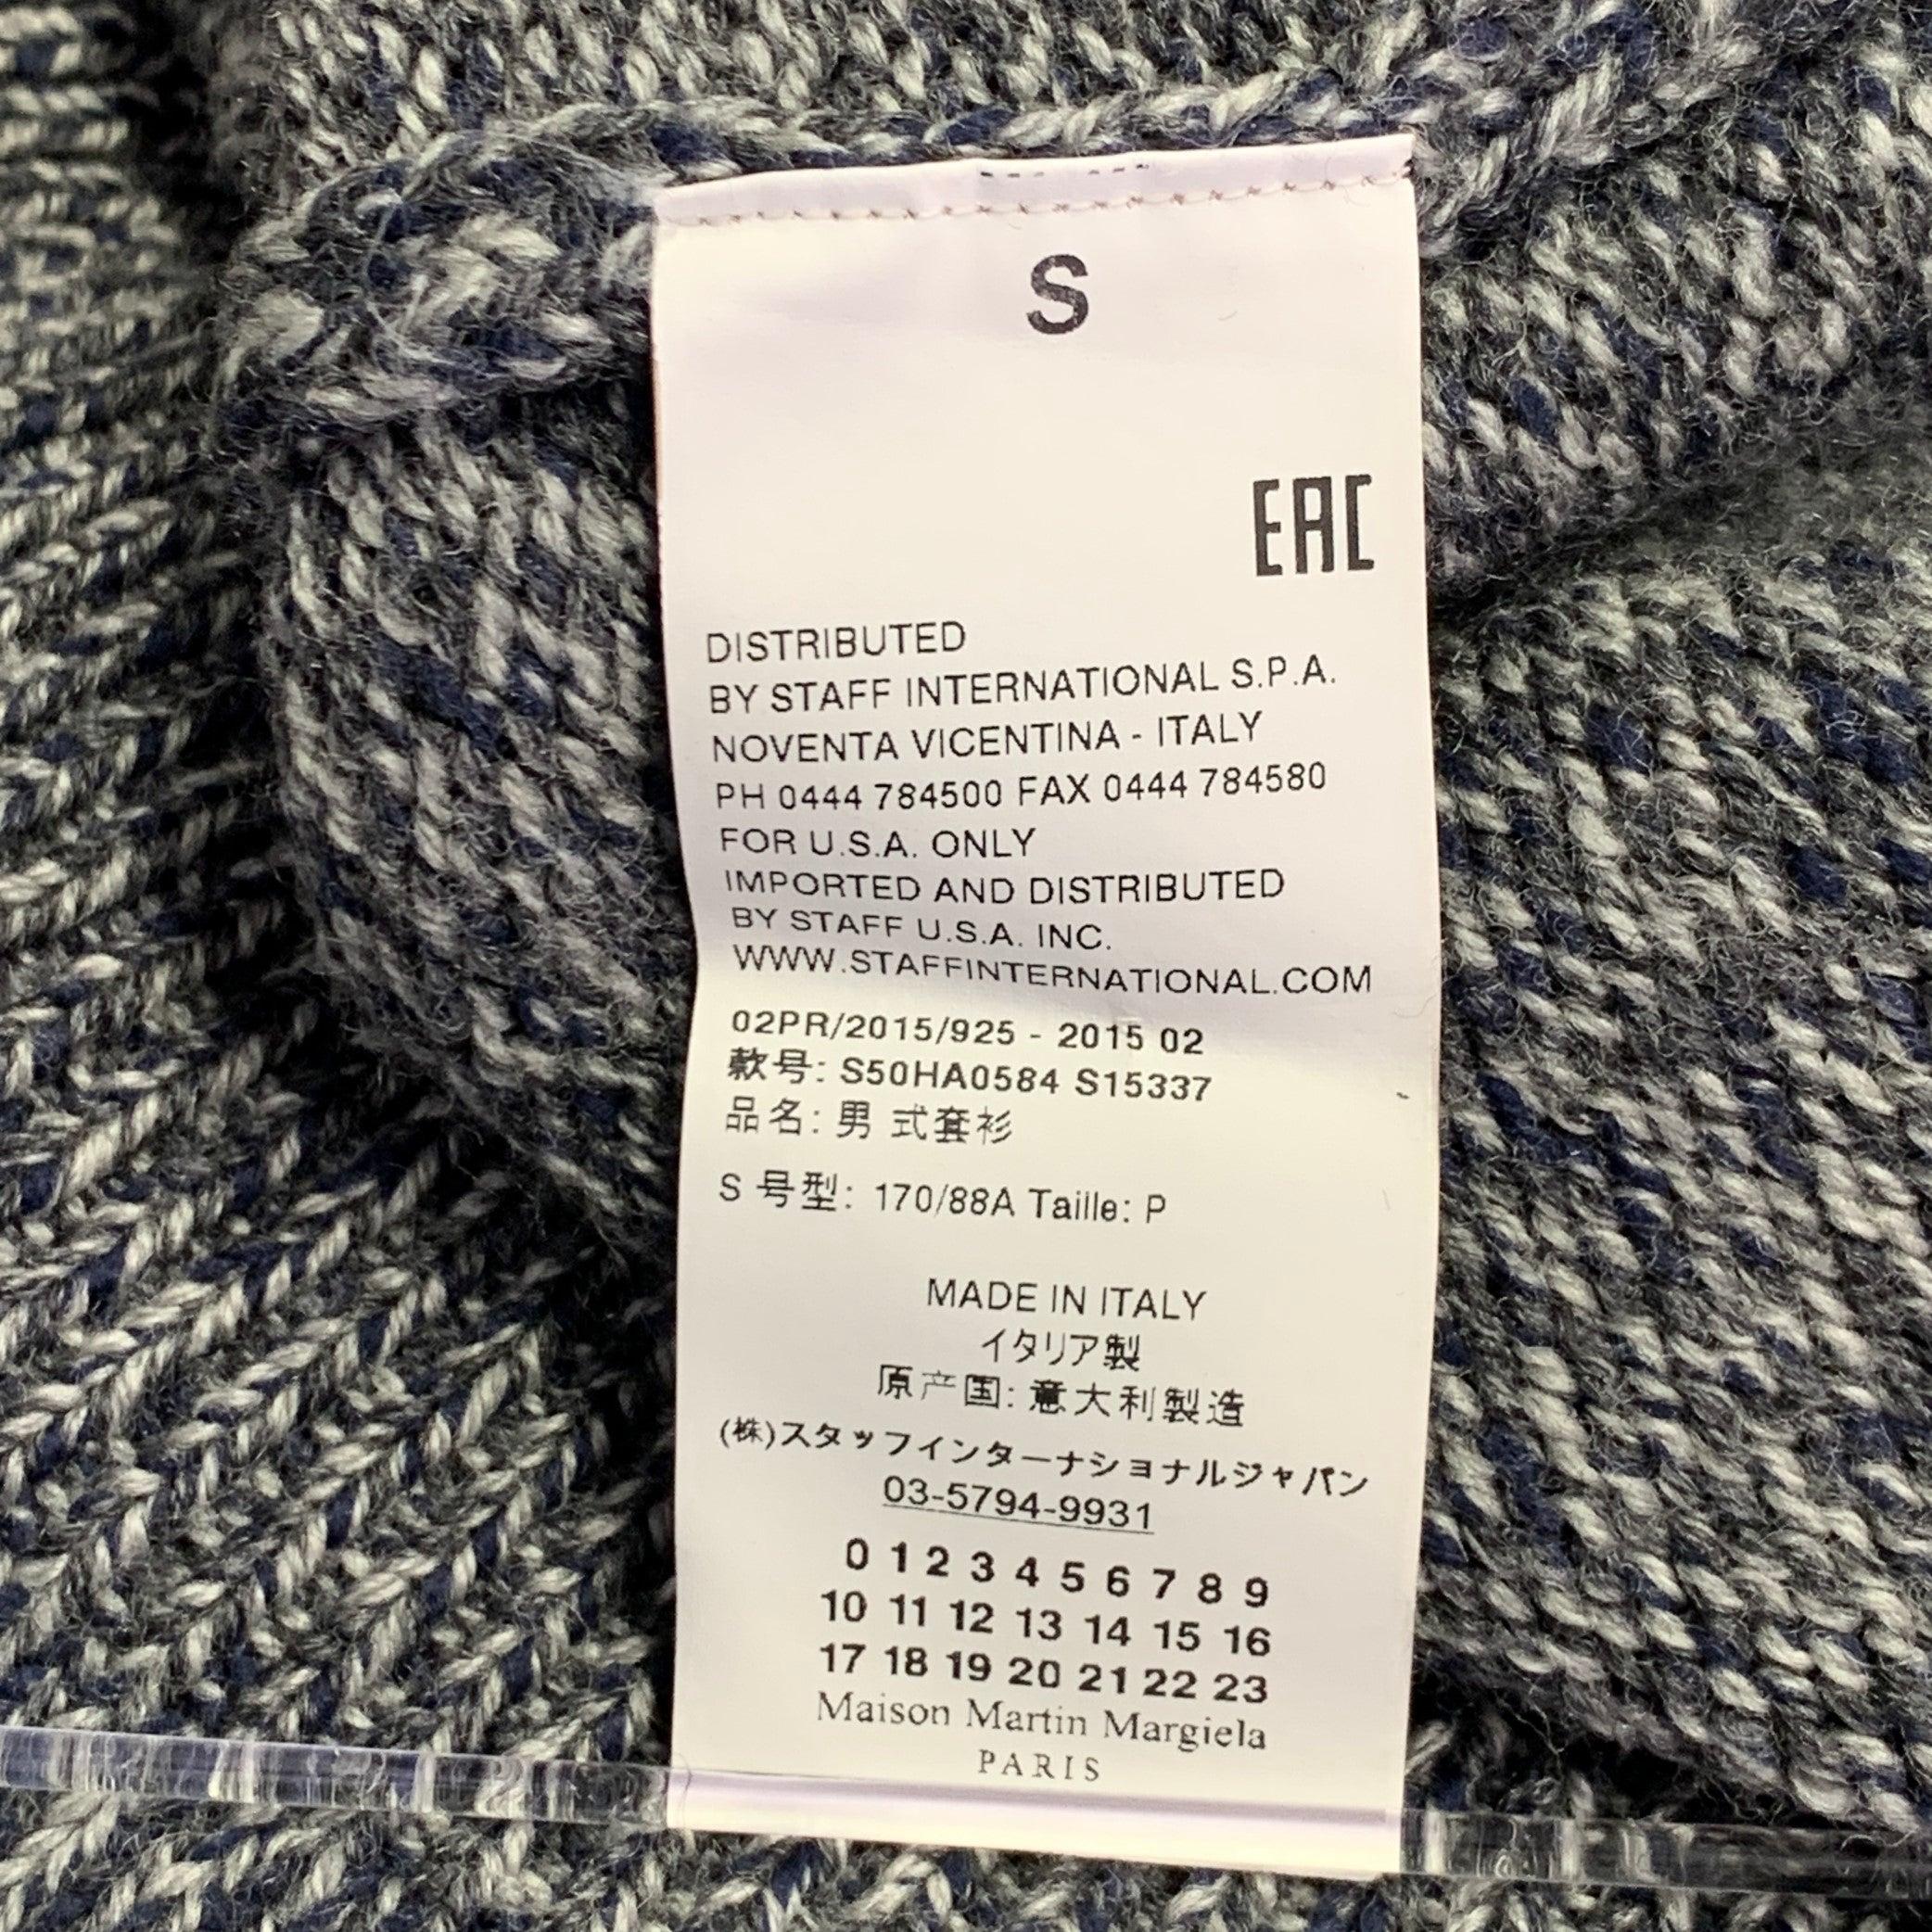 S
EAC
DISTRIBUTED
BY STAFF INTERNATIONAL S.P.A.
NOVENTA VICENTINA - ITALY
PH 0444 784500 FAX 0444 784580
FOR U.S.A. ONLY
IMPORTED AND DISTRIBUTED
BY STAFF U.S.A. INC.
WWW.STAFFINTERNATIONAL.COM
02PR/2015/925 - 2015 02
款号: S50HA0584 S15337
品名: 男 式套衫
S 号型: 170/88A Taille: P
MADE IN ITALY
イタリア製
原产国: 意大利製造
(株)スタッフインターナショナルジャパン
03-5794-9931
0 1 2 3 4 5 6 7 8 9
10 11 12 13 14 15 16
17 18 19 20 21 22 23
Maison Martin Margiela
PARIS